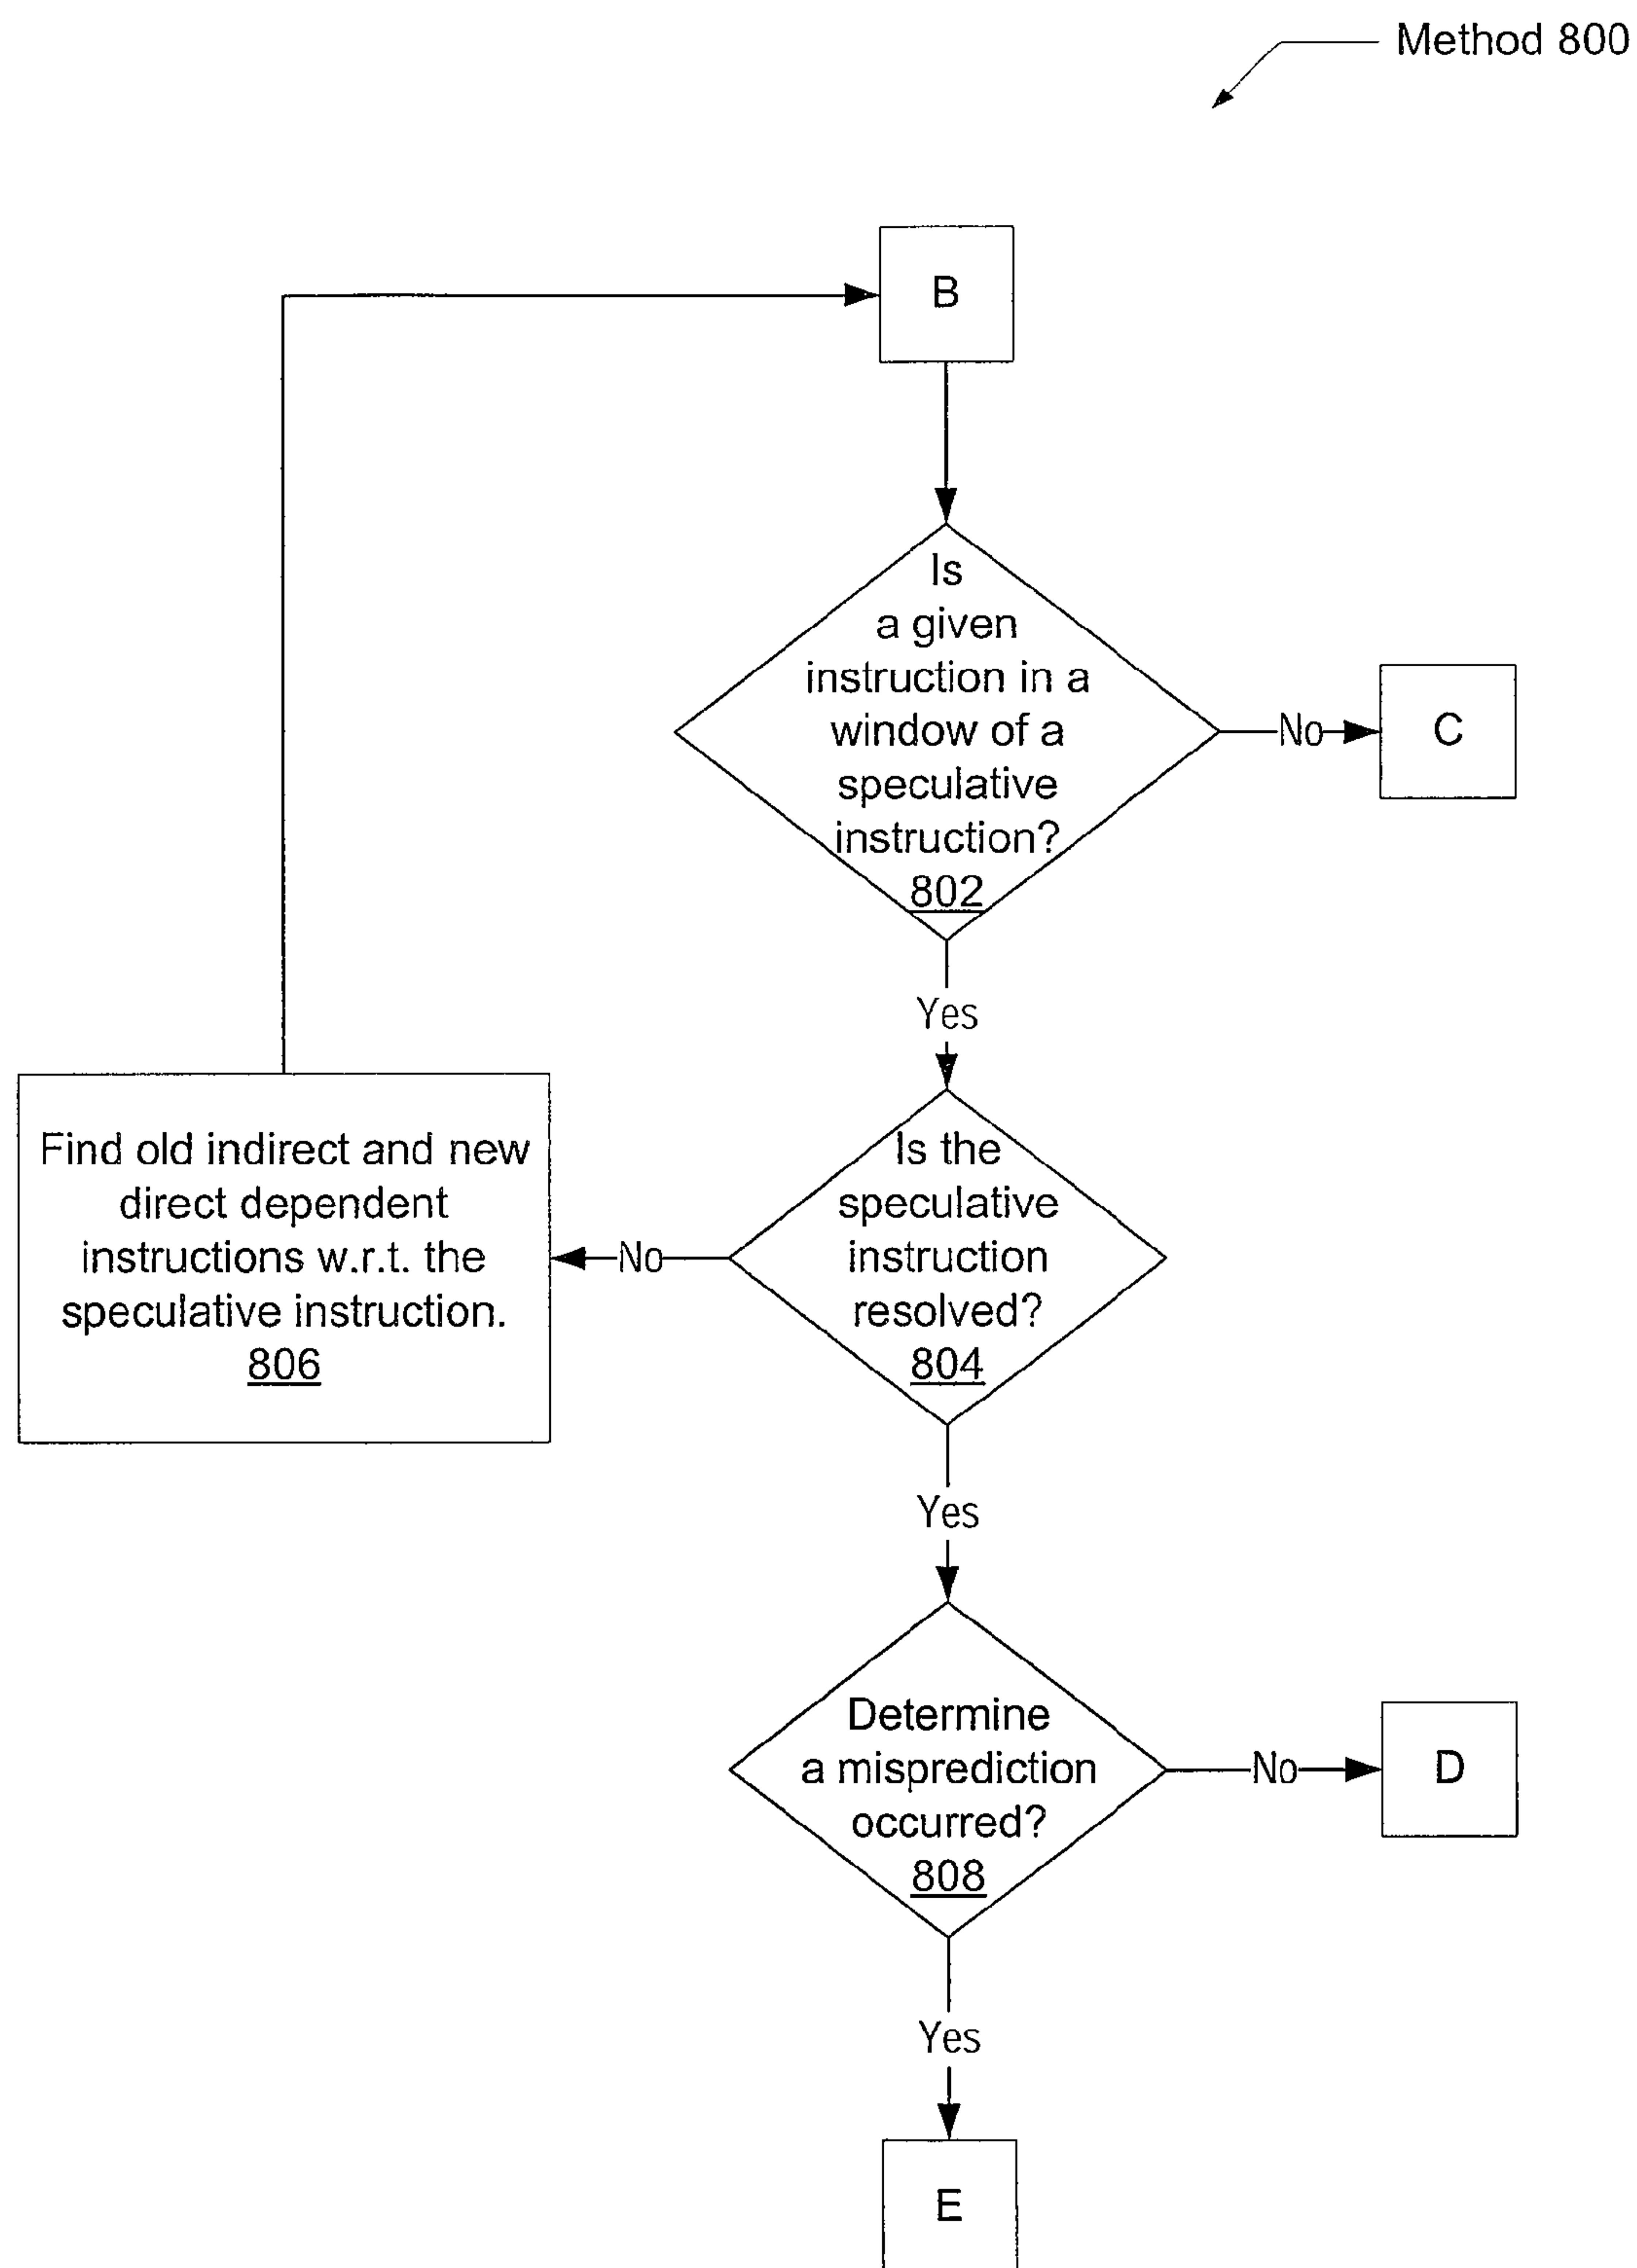 Method 800
B
Is
a given
instruction in a
window of a
speculative
instruction?
802
No
C
Yes
Find old indirect and new
direct dependent
instructions w.r.t. the
speculative instruction.
806
No
Is the
speculative
instruction
resolved?
804
Yes
Determine
a misprediction
occurred?
808
No
D
Yes
E